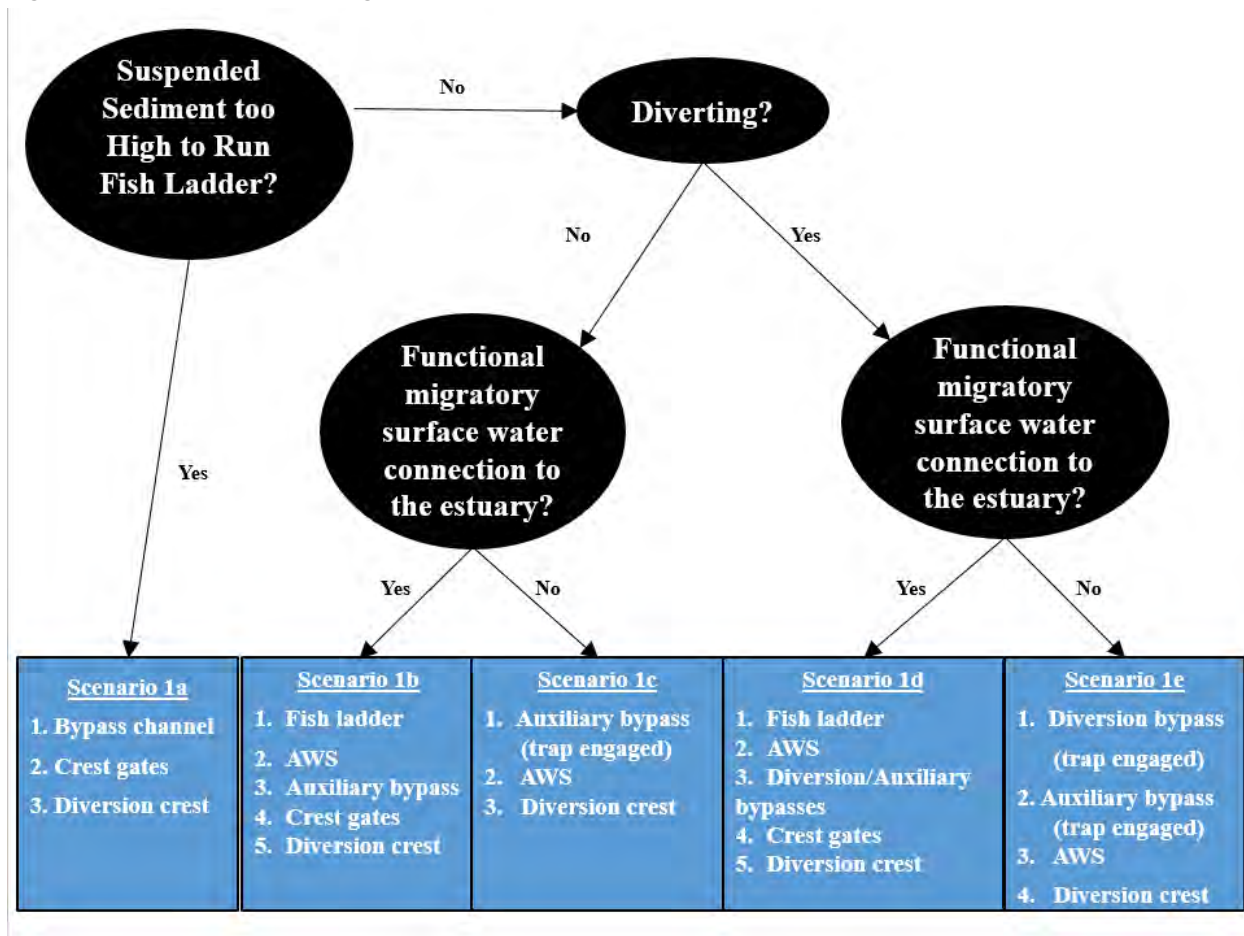 Suspended
Sediment too
High to Run
Fish Ladder?
No
Diverting?
No
Yes
Functional
migratory
surface water
connection to
the estuary?
Functional
migratory
surface water
connection to
the estuary?
Yes
Yes
No
Yes
No
Scenario 1a
1. Bypass channel
2. Crest gates
3. Diversion crest
Scenario 1b
1. Fish ladder
2. AWS
3. Auxiliary bypass
4. Crest gates
5. Diversion crest
Scenario 1c
1. Auxiliary bypass
(trap engaged)
2. AWS
3. Diversion crest
Scenario 1d
1. Fish ladder
2. AWS
3. Diversion/Auxiliary
bypasses
4. Crest gates
5. Diversion crest
Scenario 1e
1. Diversion bypass
(trap engaged)
2. Auxiliary bypass
(trap engaged)
3. AWS
4. Diversion crest